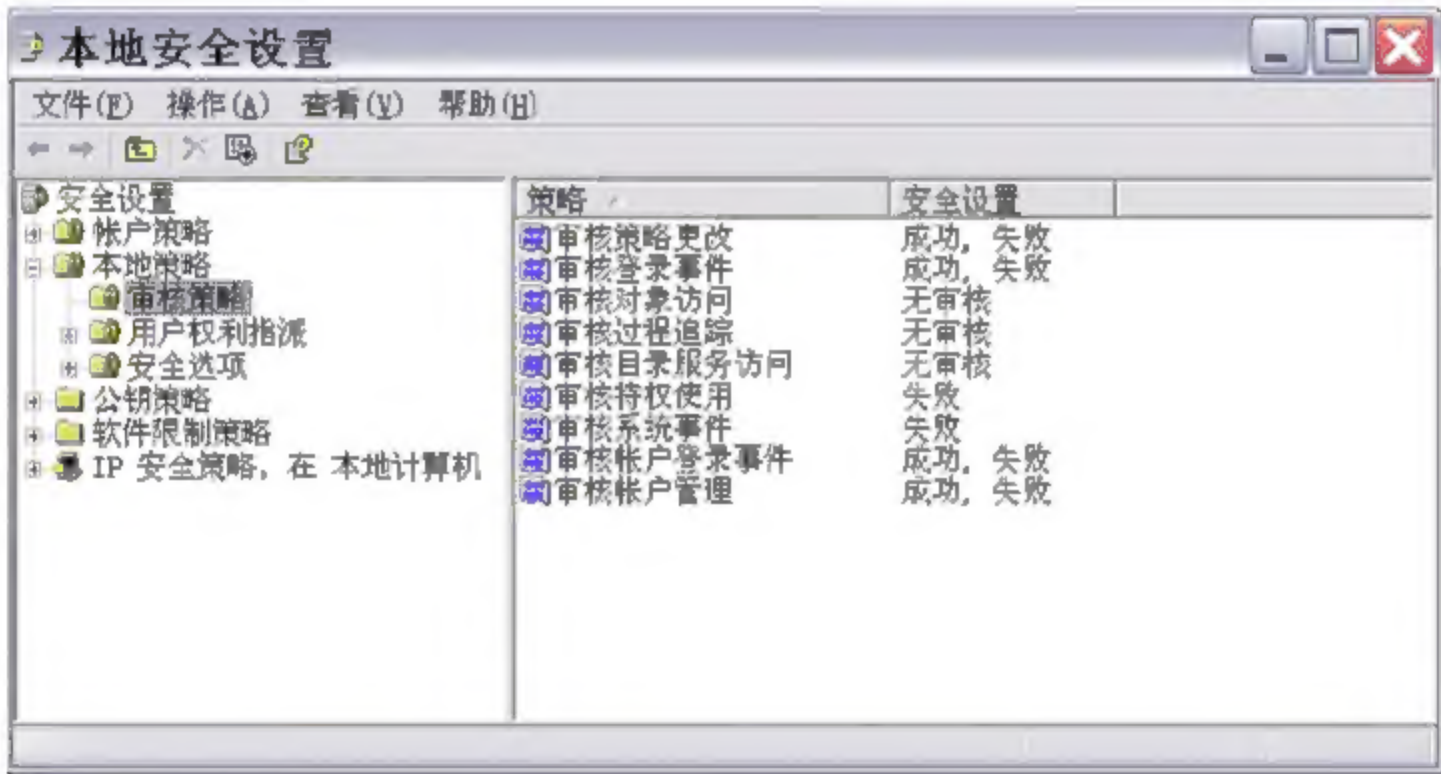 本地安全设置
文件(F) 操作(A) 查看(V) 帮助(H)
安全设置
帐户策略
本地策略
审核策略
用户权利指派
安全选项
公钥策略
软件限制策略
IP 安全策略，在 本地计算机
策略 安全设置
审核策略更改 成功，失败
审核登录事件 成功，失败
审核对象访问 无审核
审核过程追踪 无审核
审核目录服务访问 无审核
审核特权使用 失败
审核系统事件 失败
审核帐户登录事件 成功，失败
审核帐户管理 成功，失败